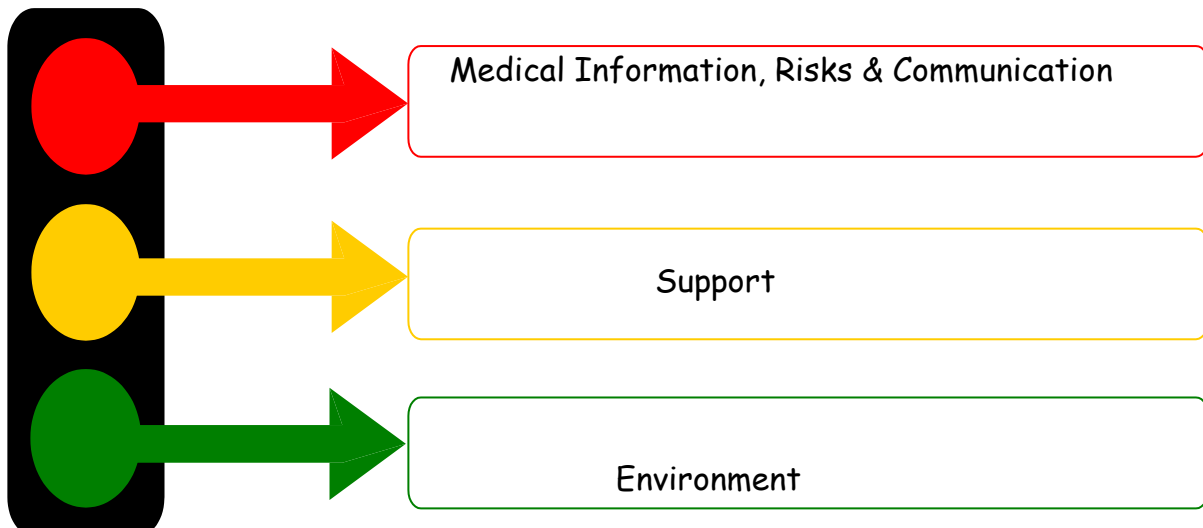 Medical Information, Risks & Communication
Support
Environment